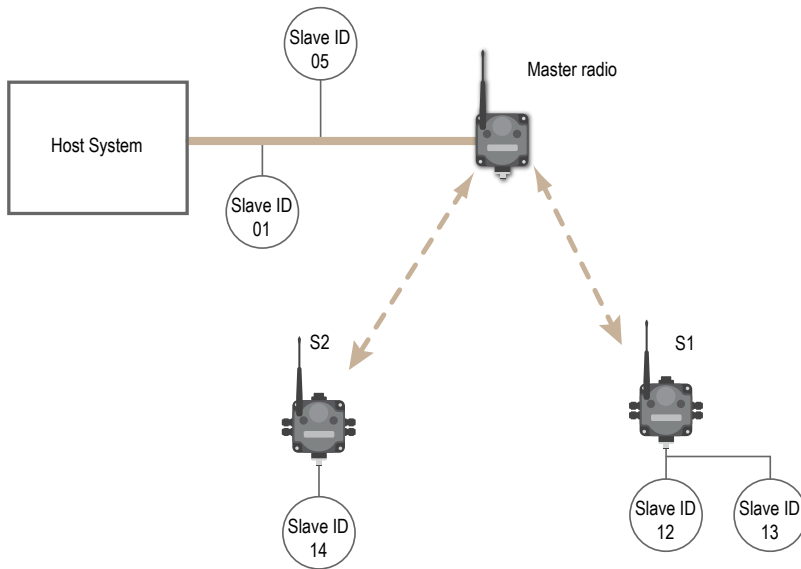 Slave ID
05
Master radio
Host System
Slave ID
01
S2
S1
Slave ID
14
Slave ID
12
Slave ID
13